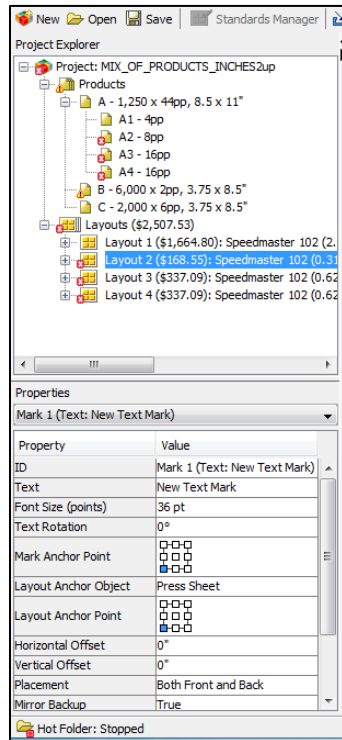 New Open Save Standards Manager
Project Explorer
Project: MIX_OF_PRODUCTS_INCHES2up
Products
A - 1,250 x 44pp, 8.5 x 11"
A1 - 4pp
A2 - 8pp
A3 - 16pp
A4 - 16pp
B - 6,000 x 2pp, 3.75 x 8.5"
C - 2,000 x 6pp, 3.75 x 8.5"
Layouts ($2,507.53)
Layout 1 ($1,664.80): Speedmaster 102 (2.
Layout 2 ($168.55): Speedmaster 102 (0.31
Layout 3 ($337.09): Speedmaster 102 (0.62
Layout 4 ($337.09): Speedmaster 102 (0.62
Properties
Mark 1 (Text: New Text Mark)
Property Value
ID Mark 1 (Text: New Text Mark)
Text New Text Mark
Font Size (points) 36 pt
Text Rotation 0°
Mark Anchor Point
Layout Anchor Object Press Sheet
Layout Anchor Point
Horizontal Offset 0"
Vertical Offset 0"
Placement Both Front and Back
Mirror Backup True
Hot Folder: Stopped